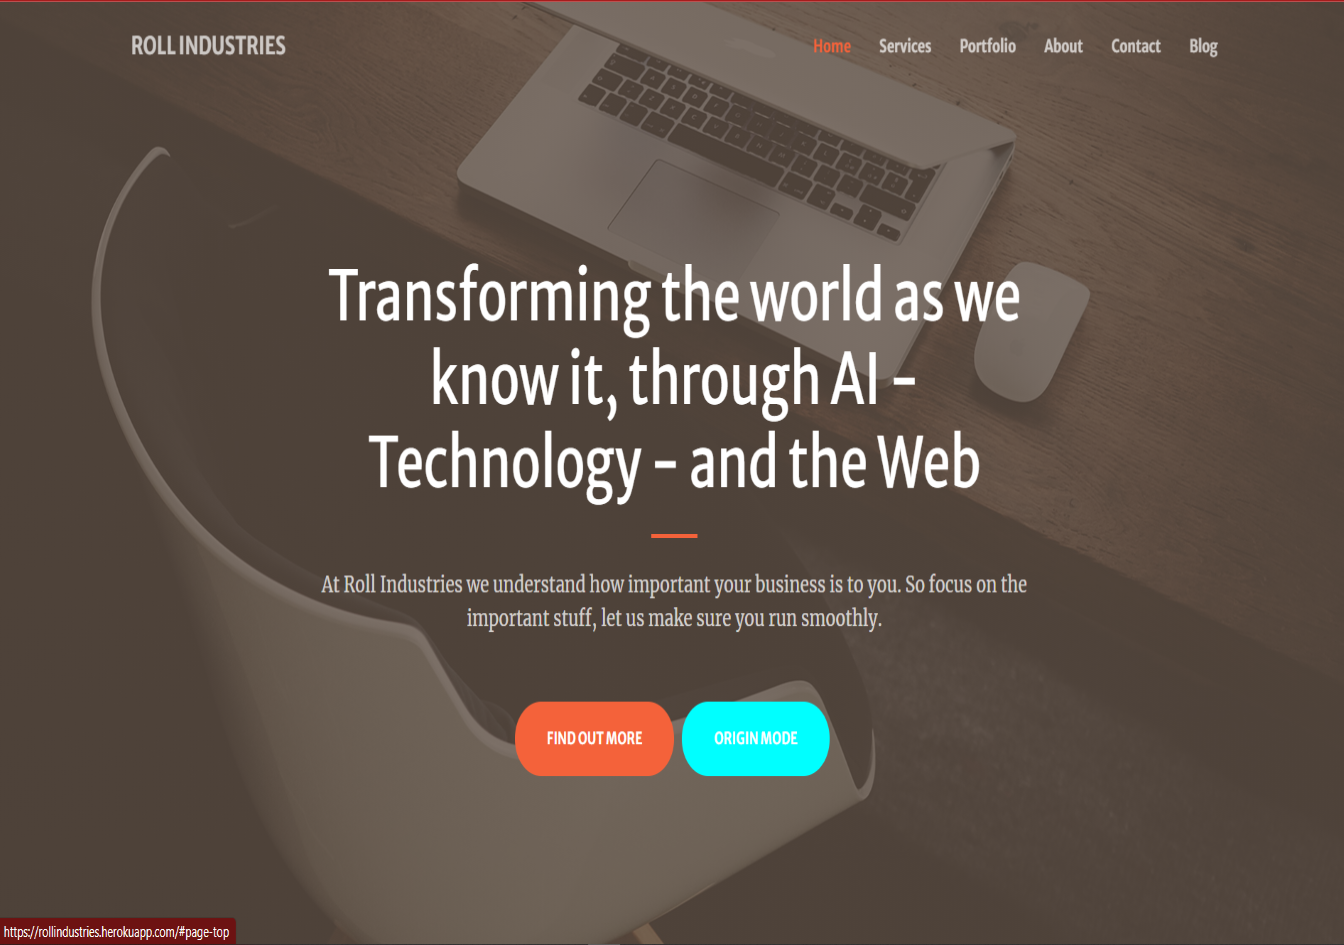 ROLL INDUSTRIES
Home Services Portfolio About Contact Blog
Transforming the world as we
know it, through AI –
Technology – and the Web
At Roll Industries we understand how important your business is to you. So focus on the
important stuff, let us make sure you run smoothly.
FIND OUT MORE
ORIGIN MODE
https://rollindustries.herokuapp.com/#page-top